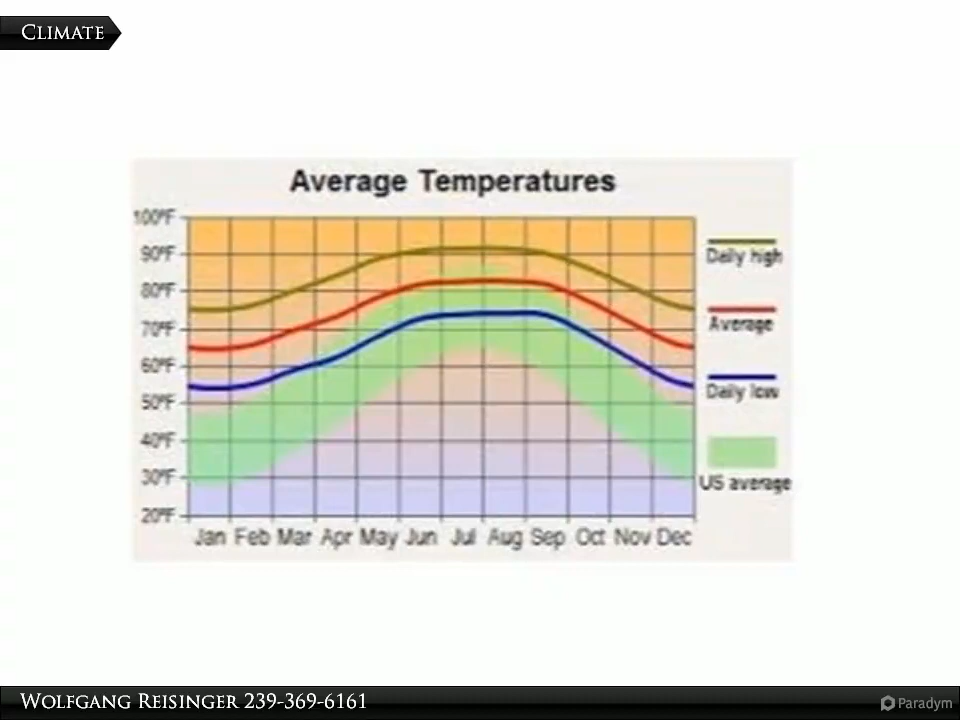 CLIMATE
Average Temperatures
100°F
90°F
80°F
70°F
60°F
50°F
40°F
30°F
20°F
Jan Feb Mar Apr May Jun Jul Aug Sep Oct Nov Dec
Daily high
Average
Daily low
US average
WOLFGANG REISINGER 239-369-6161
Paradym